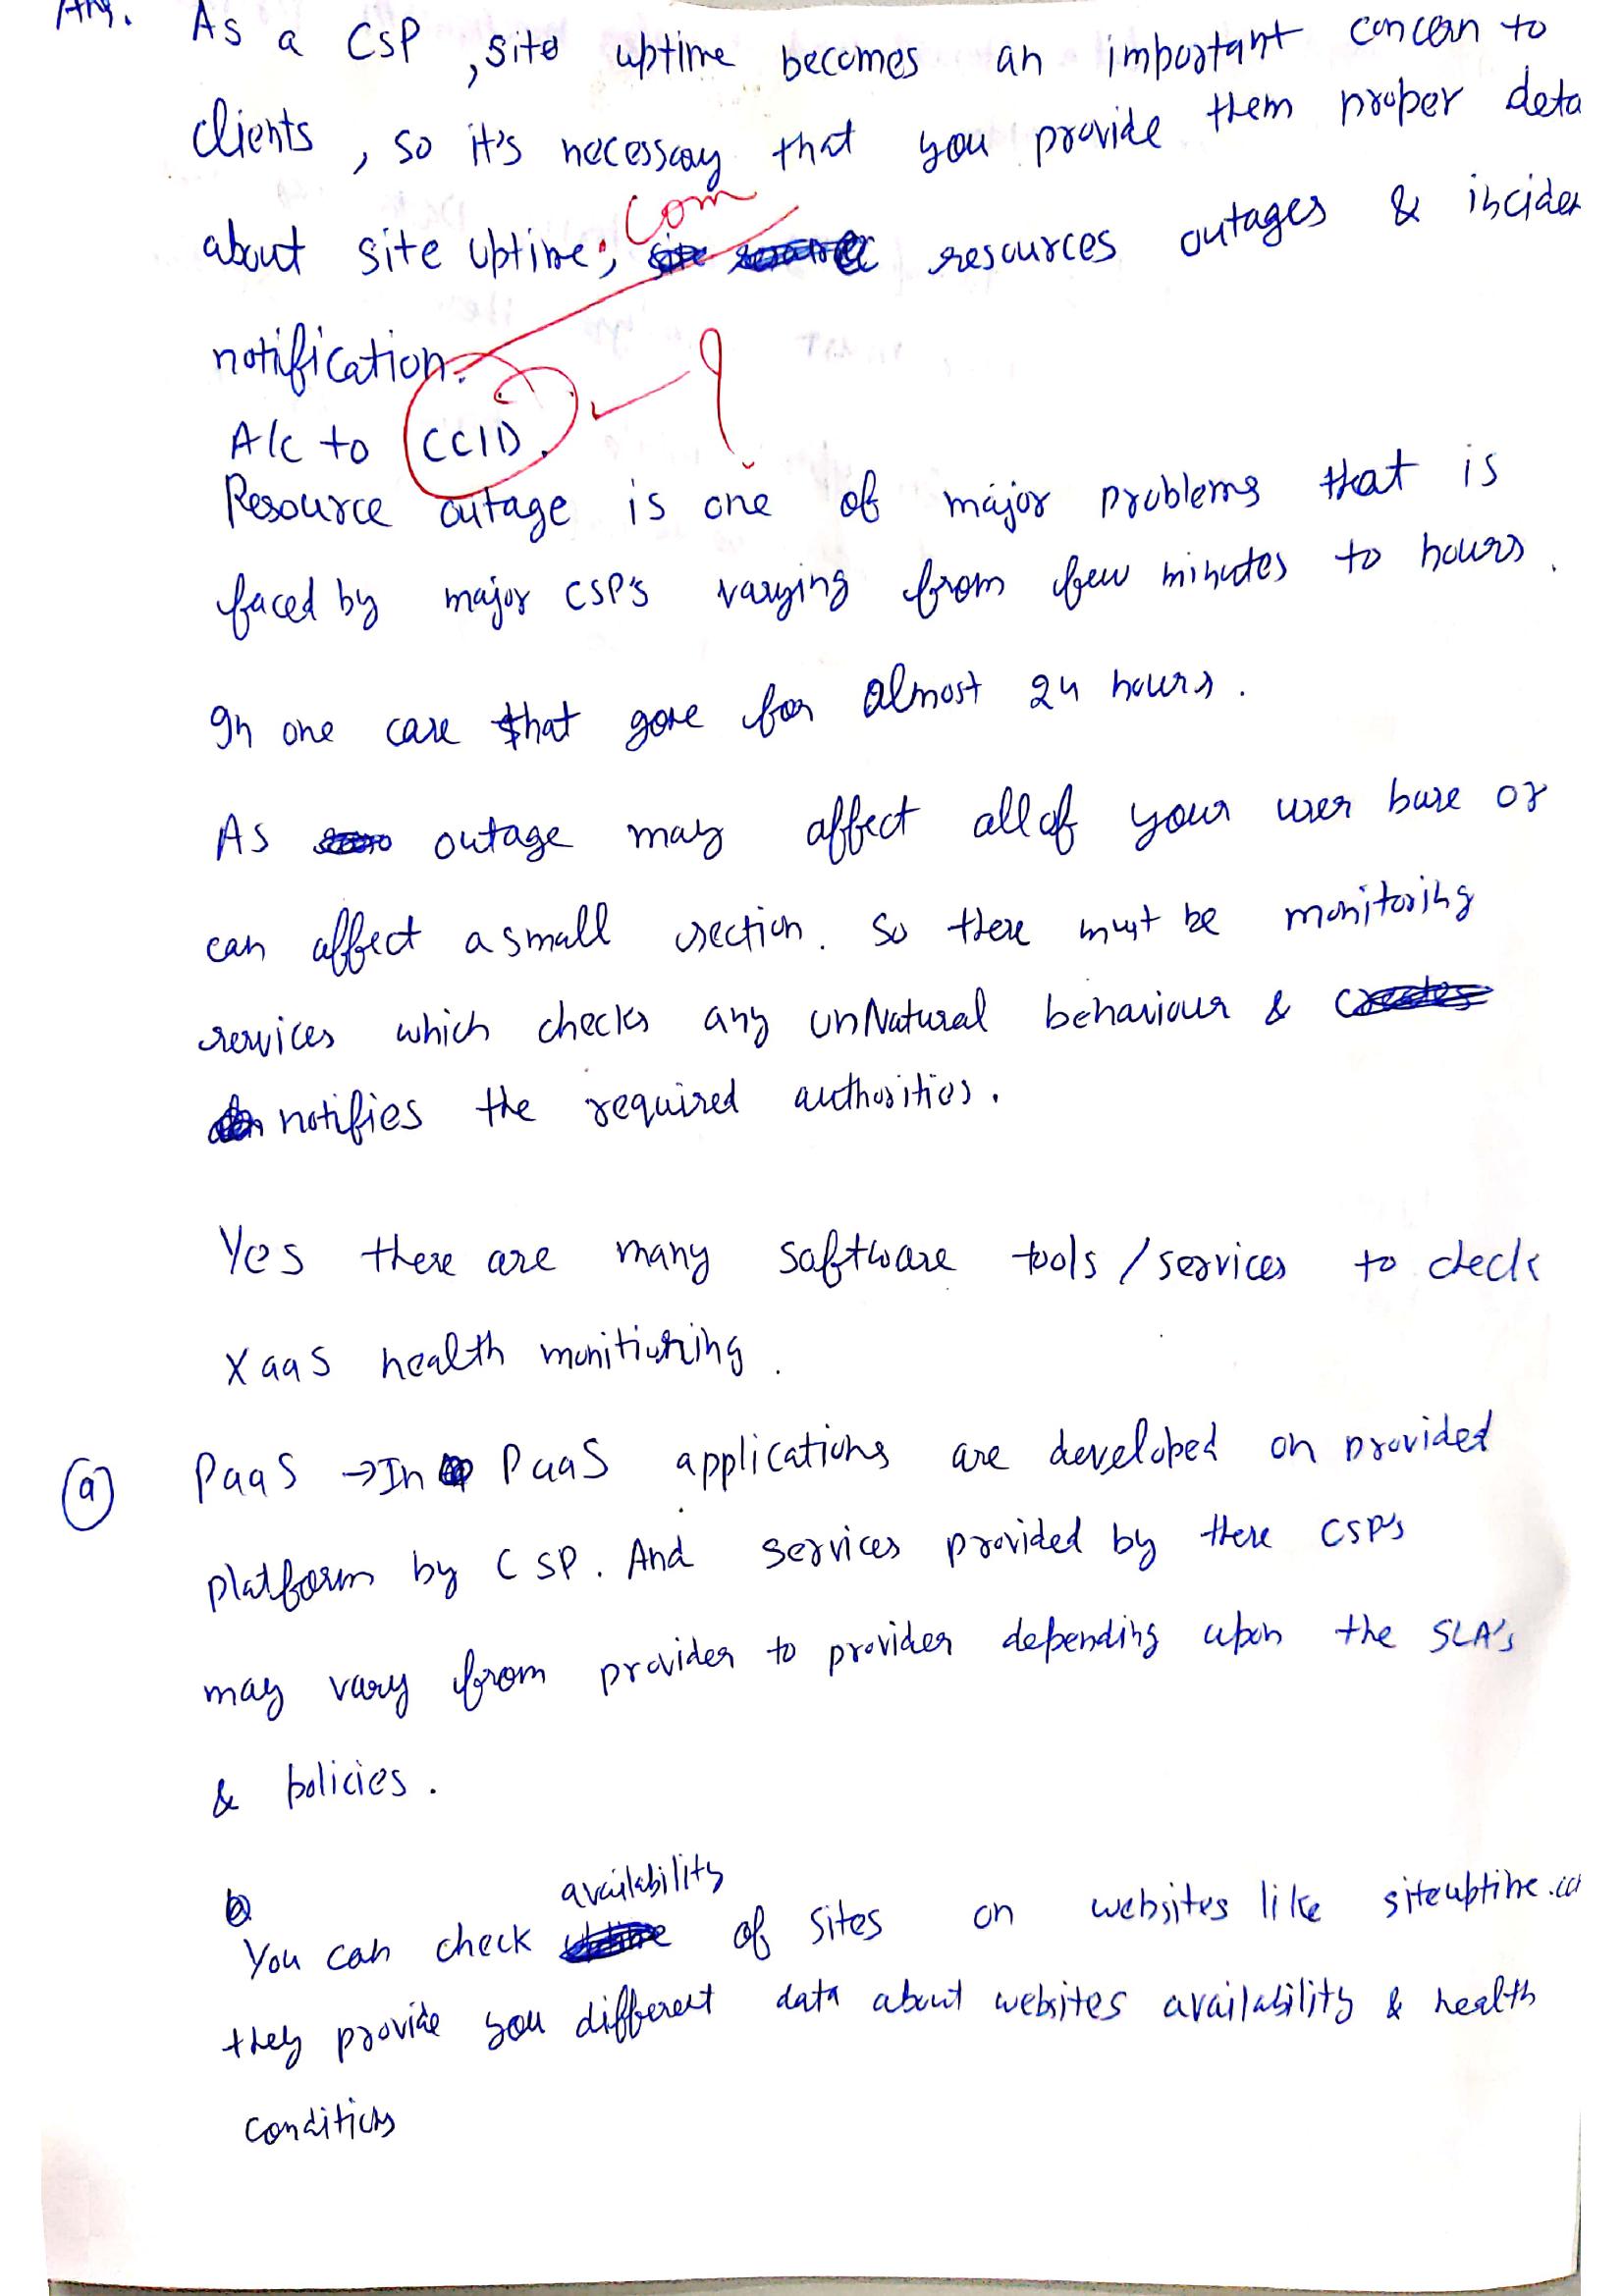 Ans. As a CSP, site uptime becomes an important concern to
clients, so it's necessary that you provide them proper deta
about site uptime, resources outages & inciden
Com
notification.
A/c to CCID. ?
Resource outage is one of major problems that is
faced by major CSP's varying from few minutes to hours.
In one case that gone for almost 24 hours.
As outage may affect all of your user base or
can affect a small section. So there must be monitoring
services which checks any unNatural behaviour &
notifies the required authorities.
Yes there are many software tools/services to check
XaaS health monitioring.
(a) PaaS → In PaaS applications are developed on provided
platform by CSP. And services provided by these CSP's
may vary from provider to provider depending upon the SLA's
& policies.
availability
You can check of sites on websites like siteuptime.co
they provide you different data about websites availability & health
conditions